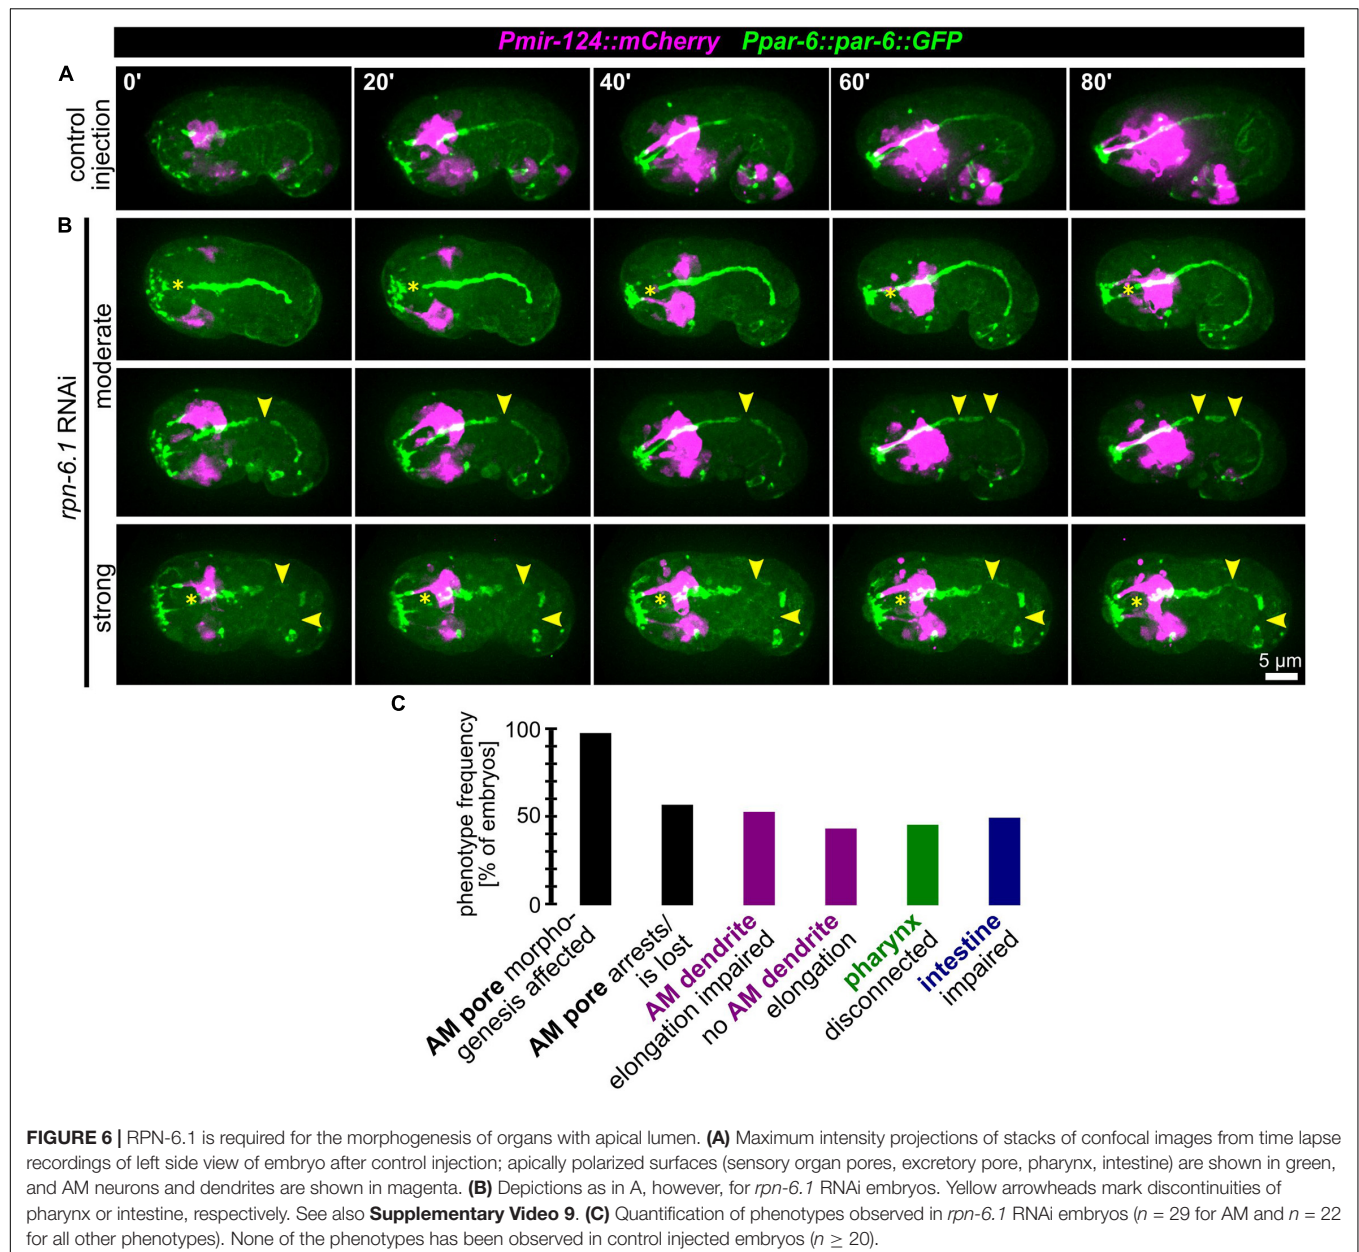 Pmir-124::mCherry Ppar-6::par-6::GFP
A
0' 20' 40' 60' 80'
control
injection
B
rpn-6.1 RNAi
moderate
*
*
*
*
*
strong
*
*
*
*
*
5 µm
C
phenotype frequency
[% of embryos]
100
50
0
AM pore morpho-
genesis affected
AM pore arrests/
is lost
AM dendrite
elongation impaired
no AM dendrite
elongation
pharynx
disconnected
intestine
impaired
FIGURE 6 | RPN-6.1 is required for the morphogenesis of organs with apical lumen. (A) Maximum intensity projections of stacks of confocal images from time lapse
recordings of left side view of embryo after control injection; apically polarized surfaces (sensory organ pores, excretory pore, pharynx, intestine) are shown in green,
and AM neurons and dendrites are shown in magenta. (B) Depictions as in A, however, for rpn-6.1 RNAi embryos. Yellow arrowheads mark discontinuities of
pharynx or intestine, respectively. See also Supplementary Video 9. (C) Quantification of phenotypes observed in rpn-6.1 RNAi embryos (n = 29 for AM and n = 22
for all other phenotypes). None of the phenotypes has been observed in control injected embryos (n ≥ 20).